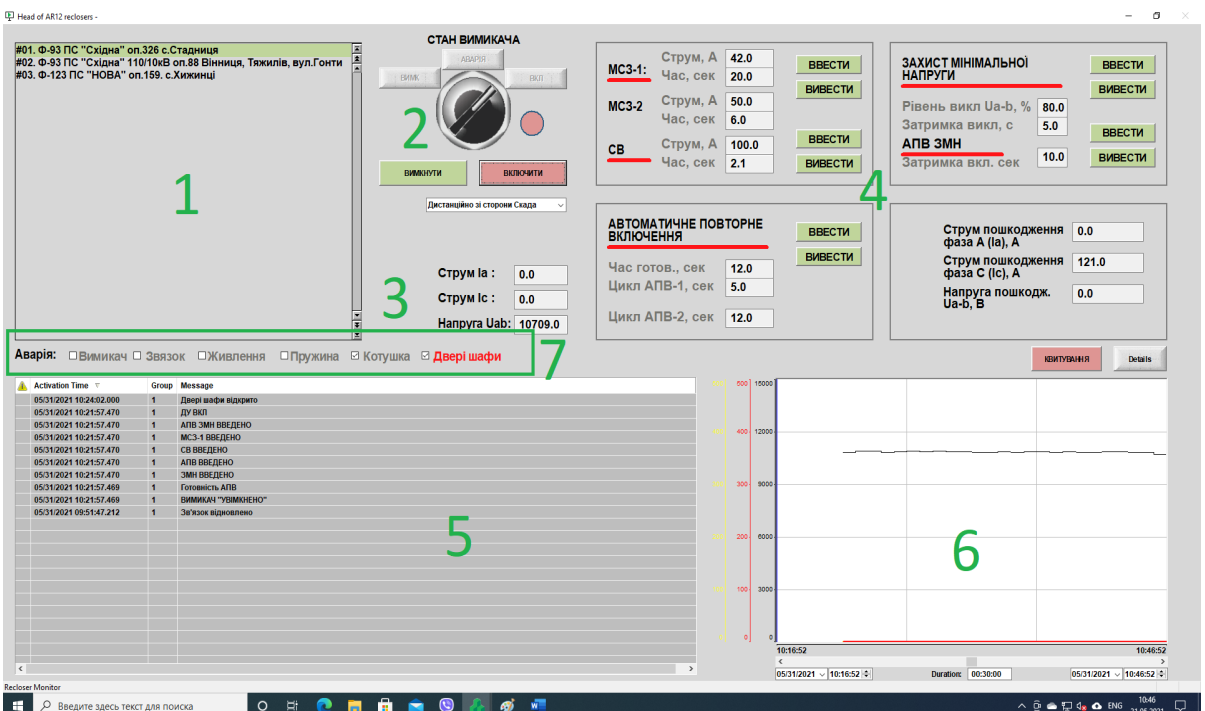 Head of AR12 reclosers -
#01. Ф-93 ПС "Східна" оп.326 с.Стадниця
#02. Ф-93 ПС "Східна" 110/10кВ оп.88 Вінниця, Тяжилів, вул.Гонти
#03. Ф-123 ПС "НОВА" оп.159. с.Хижинці
1
СТАН ВИМИКАЧА
АВАРІЯ
ВИМК
ВКЛ
2
ВИМКНУТИ
ВКЛЮЧИТИ
Дистанційно зі сторони Скада
3
Струм Ia : 0.0
Струм Ic : 0.0
Напруга Uab: 10709.0
МСЗ-1: Струм, А 42.0 ВВЕСТИ
Час, сек 20.0 ВИВЕСТИ
МСЗ-2 Струм, А 50.0
Час, сек 6.0
СВ Струм, А 100.0 ВВЕСТИ
Час, сек 2.1 ВИВЕСТИ
ЗАХИСТ МІНІМАЛЬНОЇ
НАПРУГИ
ВВЕСТИ
ВИВЕСТИ
Рівень викл Ua-b, % 80.0
Затримка викл, с 5.0
АПВ ЗМН
ВВЕСТИ
Затримка вкл. сек 10.0 ВИВЕСТИ
4
АВТОМАТИЧНЕ ПОВТОРНЕ
ВКЛЮЧЕННЯ
ВВЕСТИ
ВИВЕСТИ
Час готов., сек 12.0
Цикл АПВ-1, сек 5.0
Цикл АПВ-2, сек 12.0
Струм пошкодження
фаза А (Ia), А
0.0
Струм пошкодження
фаза С (Ic), А
121.0
Напруга пошкодж.
Ua-b, В
0.0
Аварія: Вимикач Звязок Живлення Пружина Котушка Двері шафи
7
КВИТУВАННЯ
Details
Activation Time Group Message
05/31/2021 10:24:02.000 1 Двері шафи відкрито
05/31/2021 10:21:57.470 1 ДУ ВКЛ
05/31/2021 10:21:57.470 1 АПВ ЗМН ВВЕДЕНО
05/31/2021 10:21:57.470 1 МСЗ-1 ВВЕДЕНО
05/31/2021 10:21:57.470 1 СВ ВВЕДЕНО
05/31/2021 10:21:57.470 1 АПВ ВВЕДЕНО
05/31/2021 10:21:57.470 1 ЗМН ВВЕДЕНО
05/31/2021 10:21:57.469 1 Готовність АПВ
05/31/2021 10:21:57.469 1 ВИМИКАЧ "УВІМКНЕНО"
05/31/2021 09:51:47.212 1 Зв'язок відновлено
5
500 500 15000
400 400 12000
300 300 9000
200 200 6000
100 100 3000
0 0 0
6
10:16:52 10:46:52
05/31/2021 10:16:52 Duration: 00:30:00 05/31/2021 10:46:52
Recloser Monitor
Введите здесь текст для поиска
ENG
10:46
31.05.2021